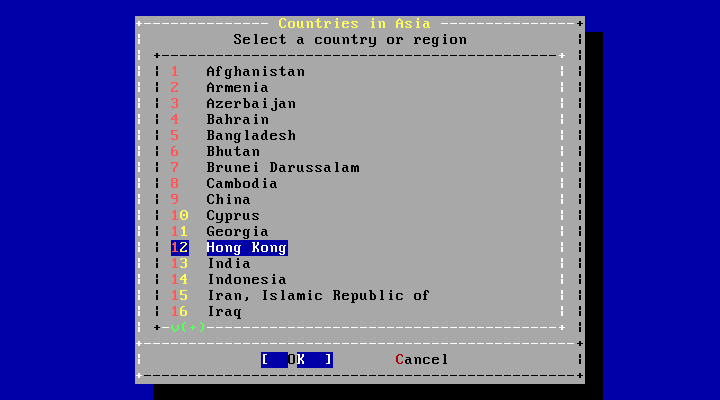 Countries in Asia
Select a country or region
1 Afghanistan
2 Armenia
3 Azerbaijan
4 Bahrain
5 Bangladesh
6 Bhutan
7 Brunei Darussalam
8 Cambodia
9 China
10 Cyprus
11 Georgia
12 Hong Kong
13 India
14 Indonesia
15 Iran, Islamic Republic of
16 Iraq
v(+)
[ OK ] Cancel